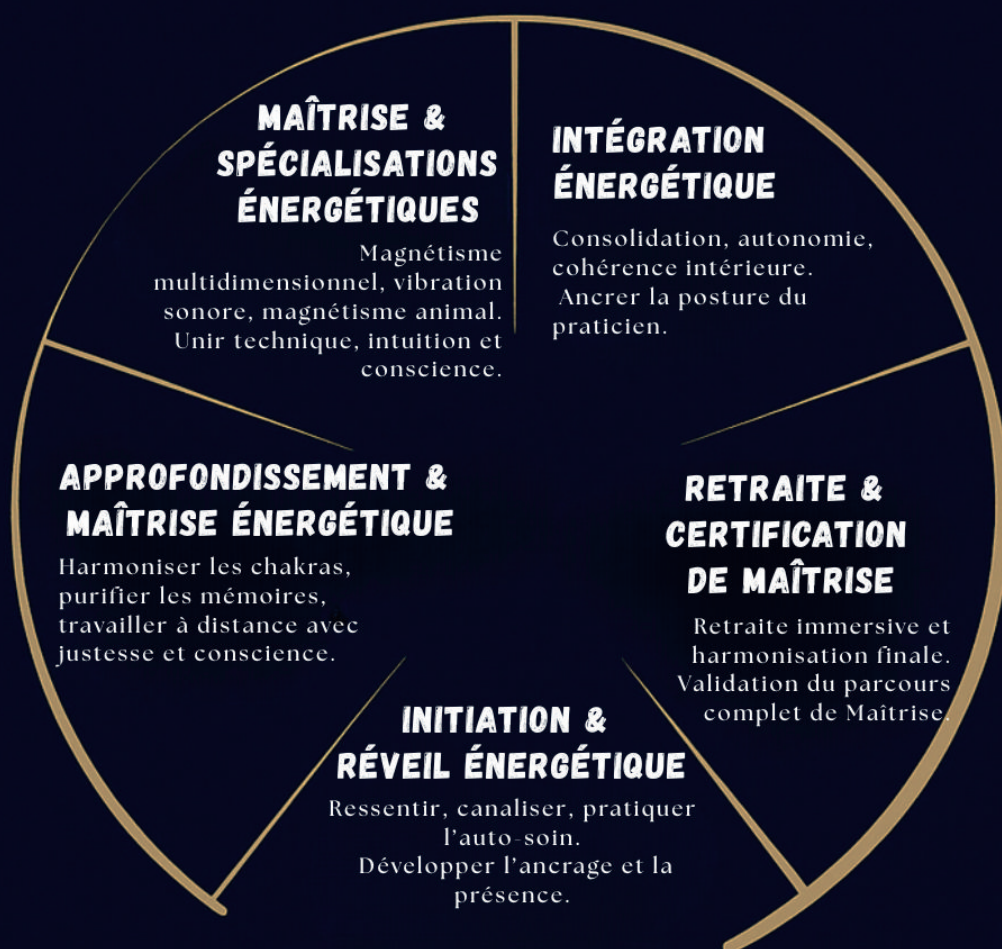 MAÎTRISE &
SPÉCIALISATIONS
ÉNERGÉTIQUES
Magnétisme
multidimensionnel, vibration
sonore, magnétisme animal.
Unir technique, intuition et
conscience.
INTÉGRATION
ÉNERGÉTIQUE
Consolidation, autonomie,
cohérence intérieure.
Ancrer la posture du
praticien.
APPROFONDISSEMENT &
MAÎTRISE ÉNERGÉTIQUE
Harmoniser les chakras,
purifier les mémoires,
travailler à distance avec
justesse et conscience.
RETRAITE &
CERTIFICATION
DE MAÎTRISE
Retraite immersive et
harmonisation finale.
Validation du parcours
complet de Maîtrise.
INITIATION &
RÉVEIL ÉNERGÉTIQUE
Ressentir, canaliser, pratiquer
l'auto-soin.
Développer l'ancrage et la
présence.